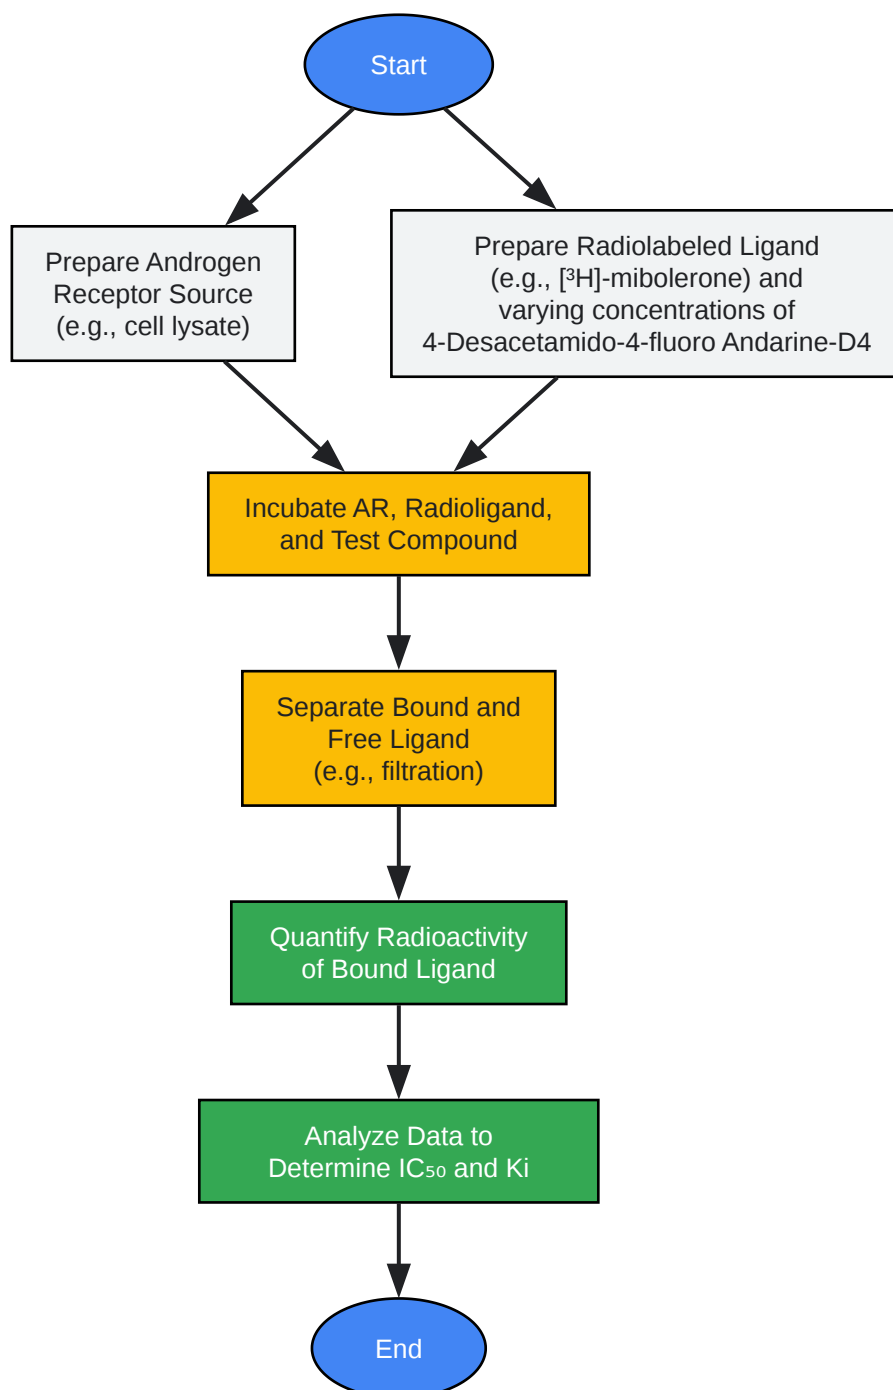 Start
Prepare Androgen
Receptor Source
(e.g., cell lysate)
Prepare Radiolabeled Ligand
(e.g., [³H]-mibolerone) and
varying concentrations of
4-Desacetamido-4-fluoro Andarine-D4
Incubate AR, Radioligand,
and Test Compound
Separate Bound and
Free Ligand
(e.g., filtration)
Quantify Radioactivity
of Bound Ligand
Analyze Data to
Determine IC₅₀ and Ki
End